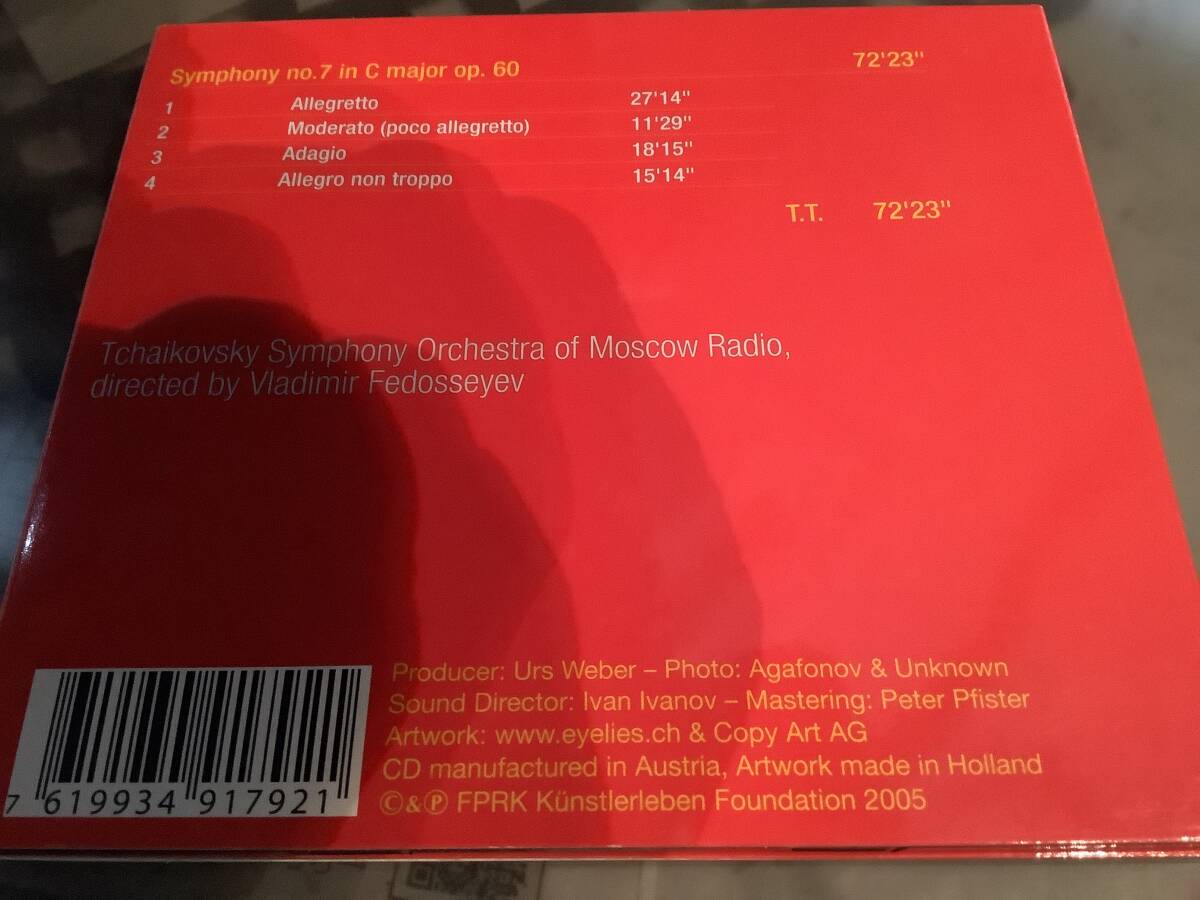 Symphony no.7 in C major op. 60 72'23"
1 Allegretto 27'14"
2 Moderato (poco allegretto) 11'29"
3 Adagio 18'15"
4 Allegro non troppo 15'14"
T.T. 72'23"
Tchaikovsky Symphony Orchestra of Moscow Radio,
directed by Vladimir Fedosseyev
Producer: Urs Weber – Photo: Agafonov & Unknown
Sound Director: Ivan Ivanov – Mastering: Peter Pfister
Artwork: www.eyelies.ch & Copy Art AG
CD manufactured in Austria, Artwork made in Holland
©&℗ FPRK Künstlerleben Foundation 2005
7 619934 917921